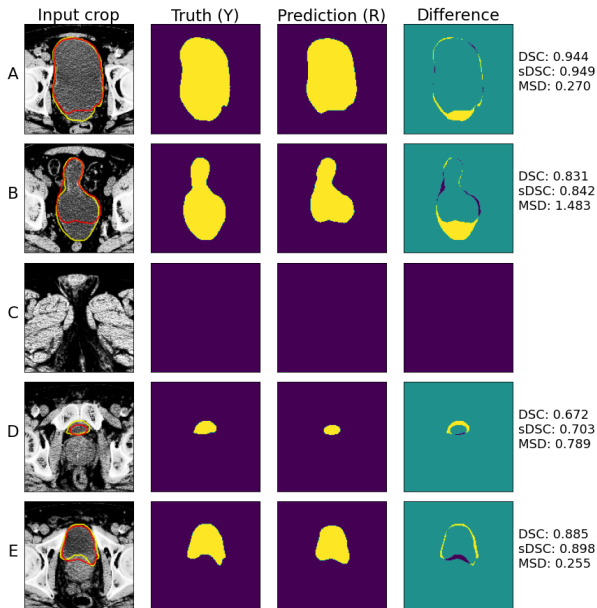 Input crop Truth (Y) Prediction (R) Difference
A
DSC: 0.944
sDSC: 0.949
MSD: 0.270
B
DSC: 0.831
sDSC: 0.842
MSD: 1.483
C
D
DSC: 0.672
sDSC: 0.703
MSD: 0.789
E
DSC: 0.885
sDSC: 0.898
MSD: 0.255